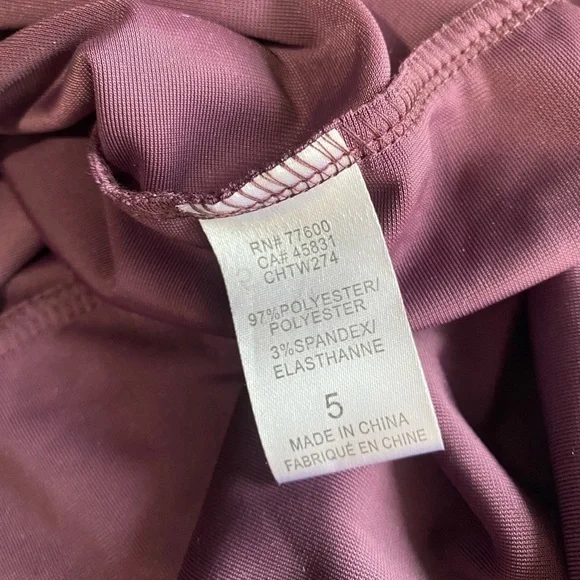 RN# 77600
CA# 45831
CHTW274
97%POLYESTER/
POLYESTER
3%SPANDEX/
ELASTHANNE
5
MADE IN CHINA
FABRIQUÉ EN CHINE